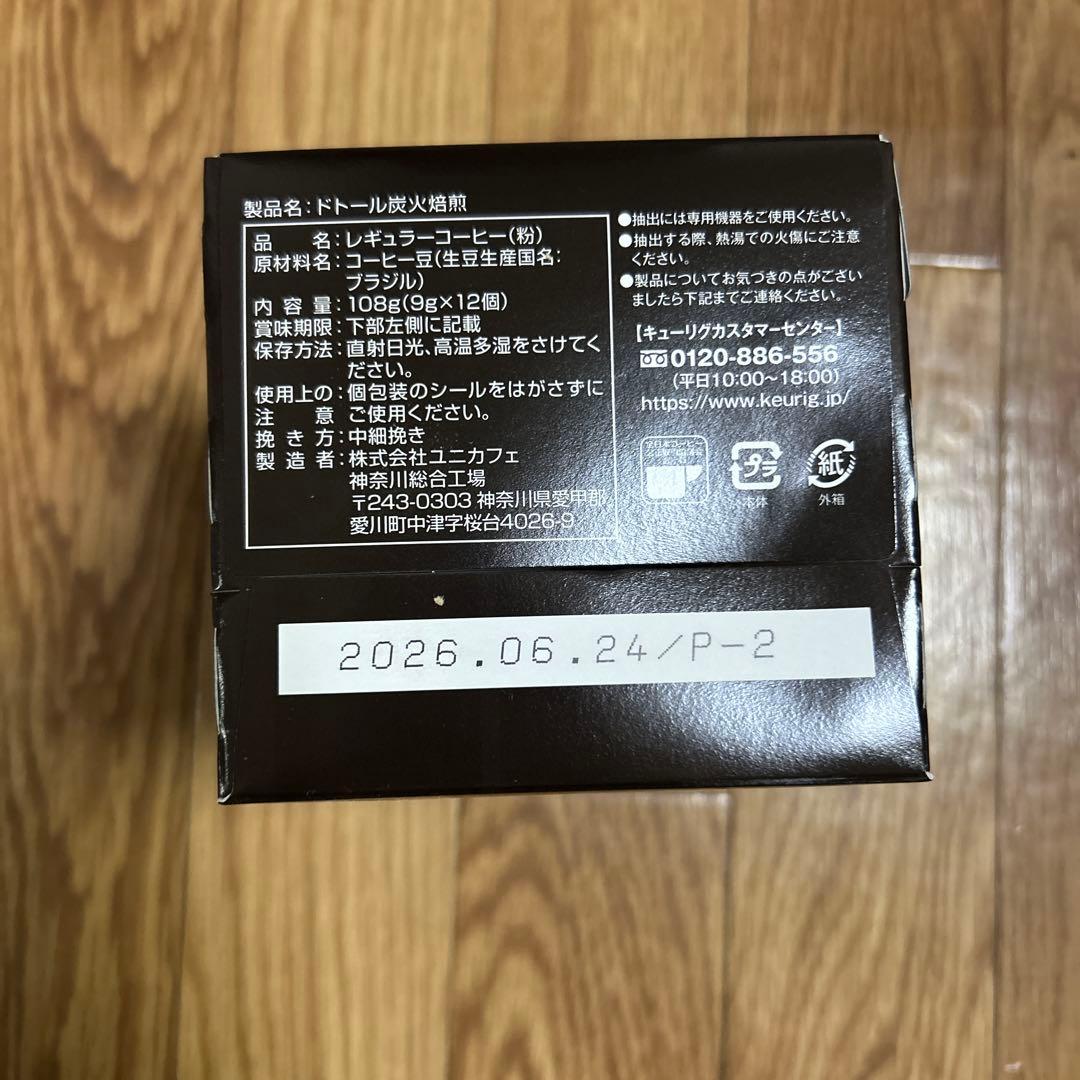 製品名：ドトール炭火焙煎
品名：レギュラーコーヒー（粉）
原材料名：コーヒー豆（生豆生産国名：
ブラジル）
内容量：108g（9g×12個）
賞味期限：下部左側に記載
保存方法：直射日光、高温多湿をさけてく
ださい。
使用上の：個包装のシールをはがさずに
注意 ご使用ください。
挽き方：中細挽き
製造者：株式会社ユニカフェ
神奈川総合工場
〒243-0303 神奈川県愛甲郡
愛川町中津字桜台4026-9
●抽出には専用機器をご使用ください。
●抽出する際、熱湯での火傷にご注意
ください。
●製品についてお気づきの点がござい
ましたら下記までご連絡ください。
【キューリグカスタマーセンター】
0120-886-556
（平日10:00～18:00）
https://www.keurig.jp/
プラ
本体
紙
外箱
2026.06.24/P-2